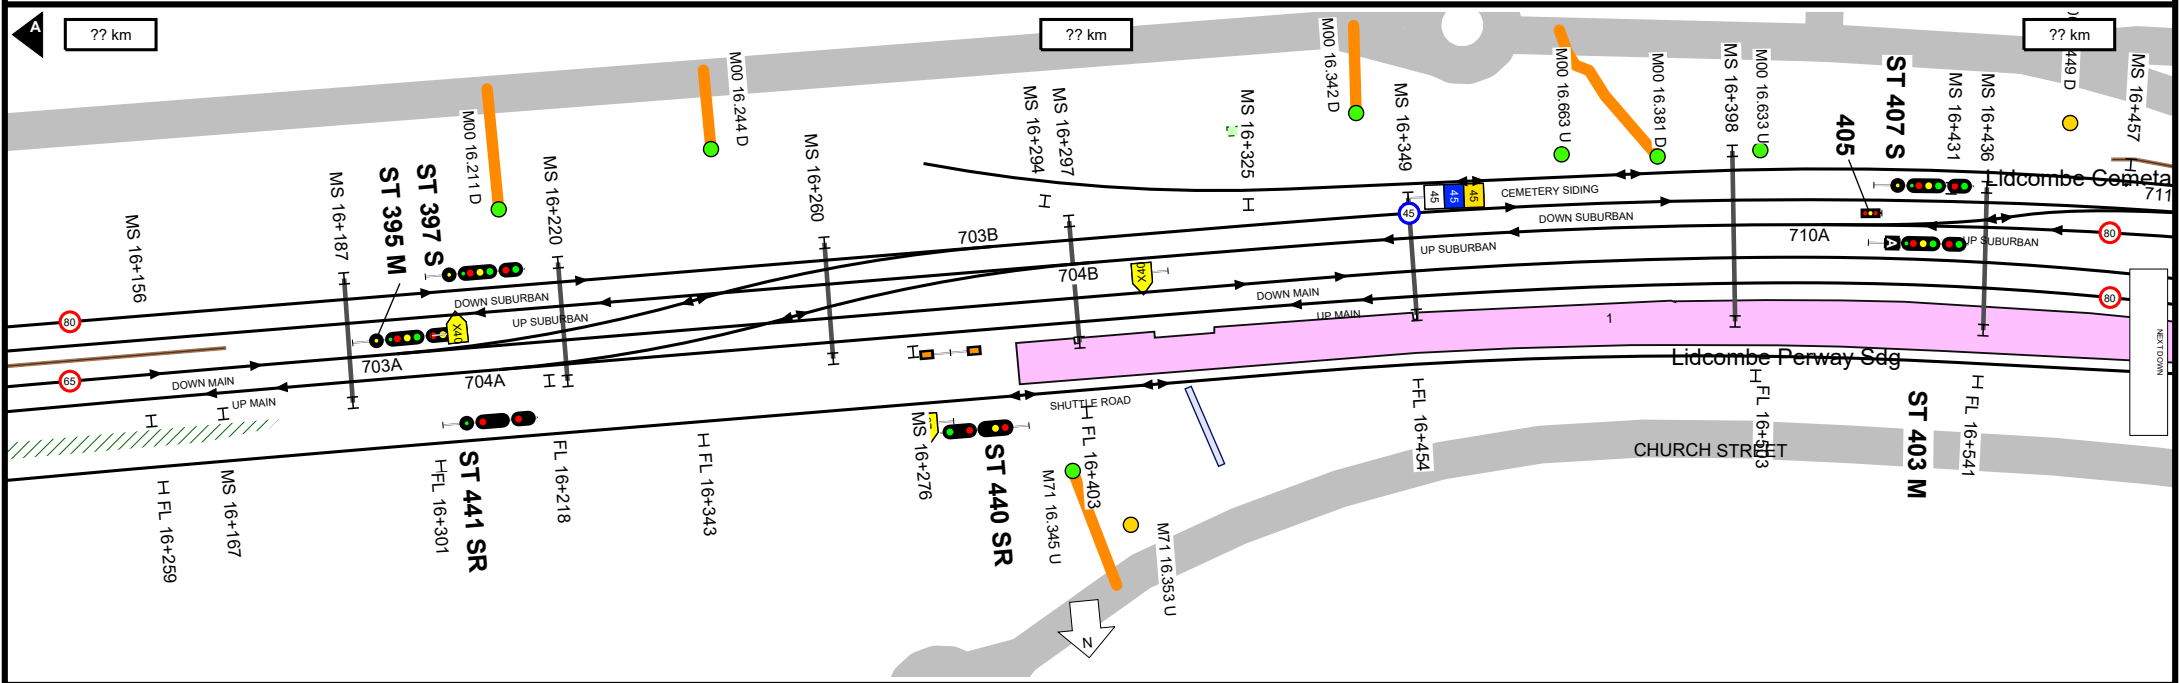 A
?? km
?? km
?? km
M00 16.211 D
M00 16.244 D
M00 16.342 D
M00 16.663 U
M00 16.381 D
M00 16.633 U
449 D
MS 16+156
MS 16+187
ST 395 M
ST 397 S
MS 16+220
MS 16+260
MS 16+294
MS 16+297
MS 16+325
MS 16+349
MS 16+398
405
ST 407 S
MS 16+431
MS 16+436
MS 16+457
Lidcombe Cemeta
711
45
45
45
45
CEMETERY SIDING
DOWN SUBURBAN
UP SUBURBAN
710A
UP SUBURBAN
80
80
703B
704B
X40
DOWN MAIN
UP MAIN
1
Lidcombe Perway Sdg
NEXT DOWN
80
65
DOWN SUBURBAN
UP SUBURBAN
X40
703A
704A
DOWN MAIN
UP MAIN
SHUTTLE ROAD
FL 16+259
MS 16+167
FL 16+301
ST 441 SR
FL 16+218
FL 16+343
MS 16+276
ST 440 SR
M71 16.345 U
FL 16+403
M71 16.353 U
FL 16+454
CHURCH STREET
FL 16+503
ST 403 M
FL 16+541
N